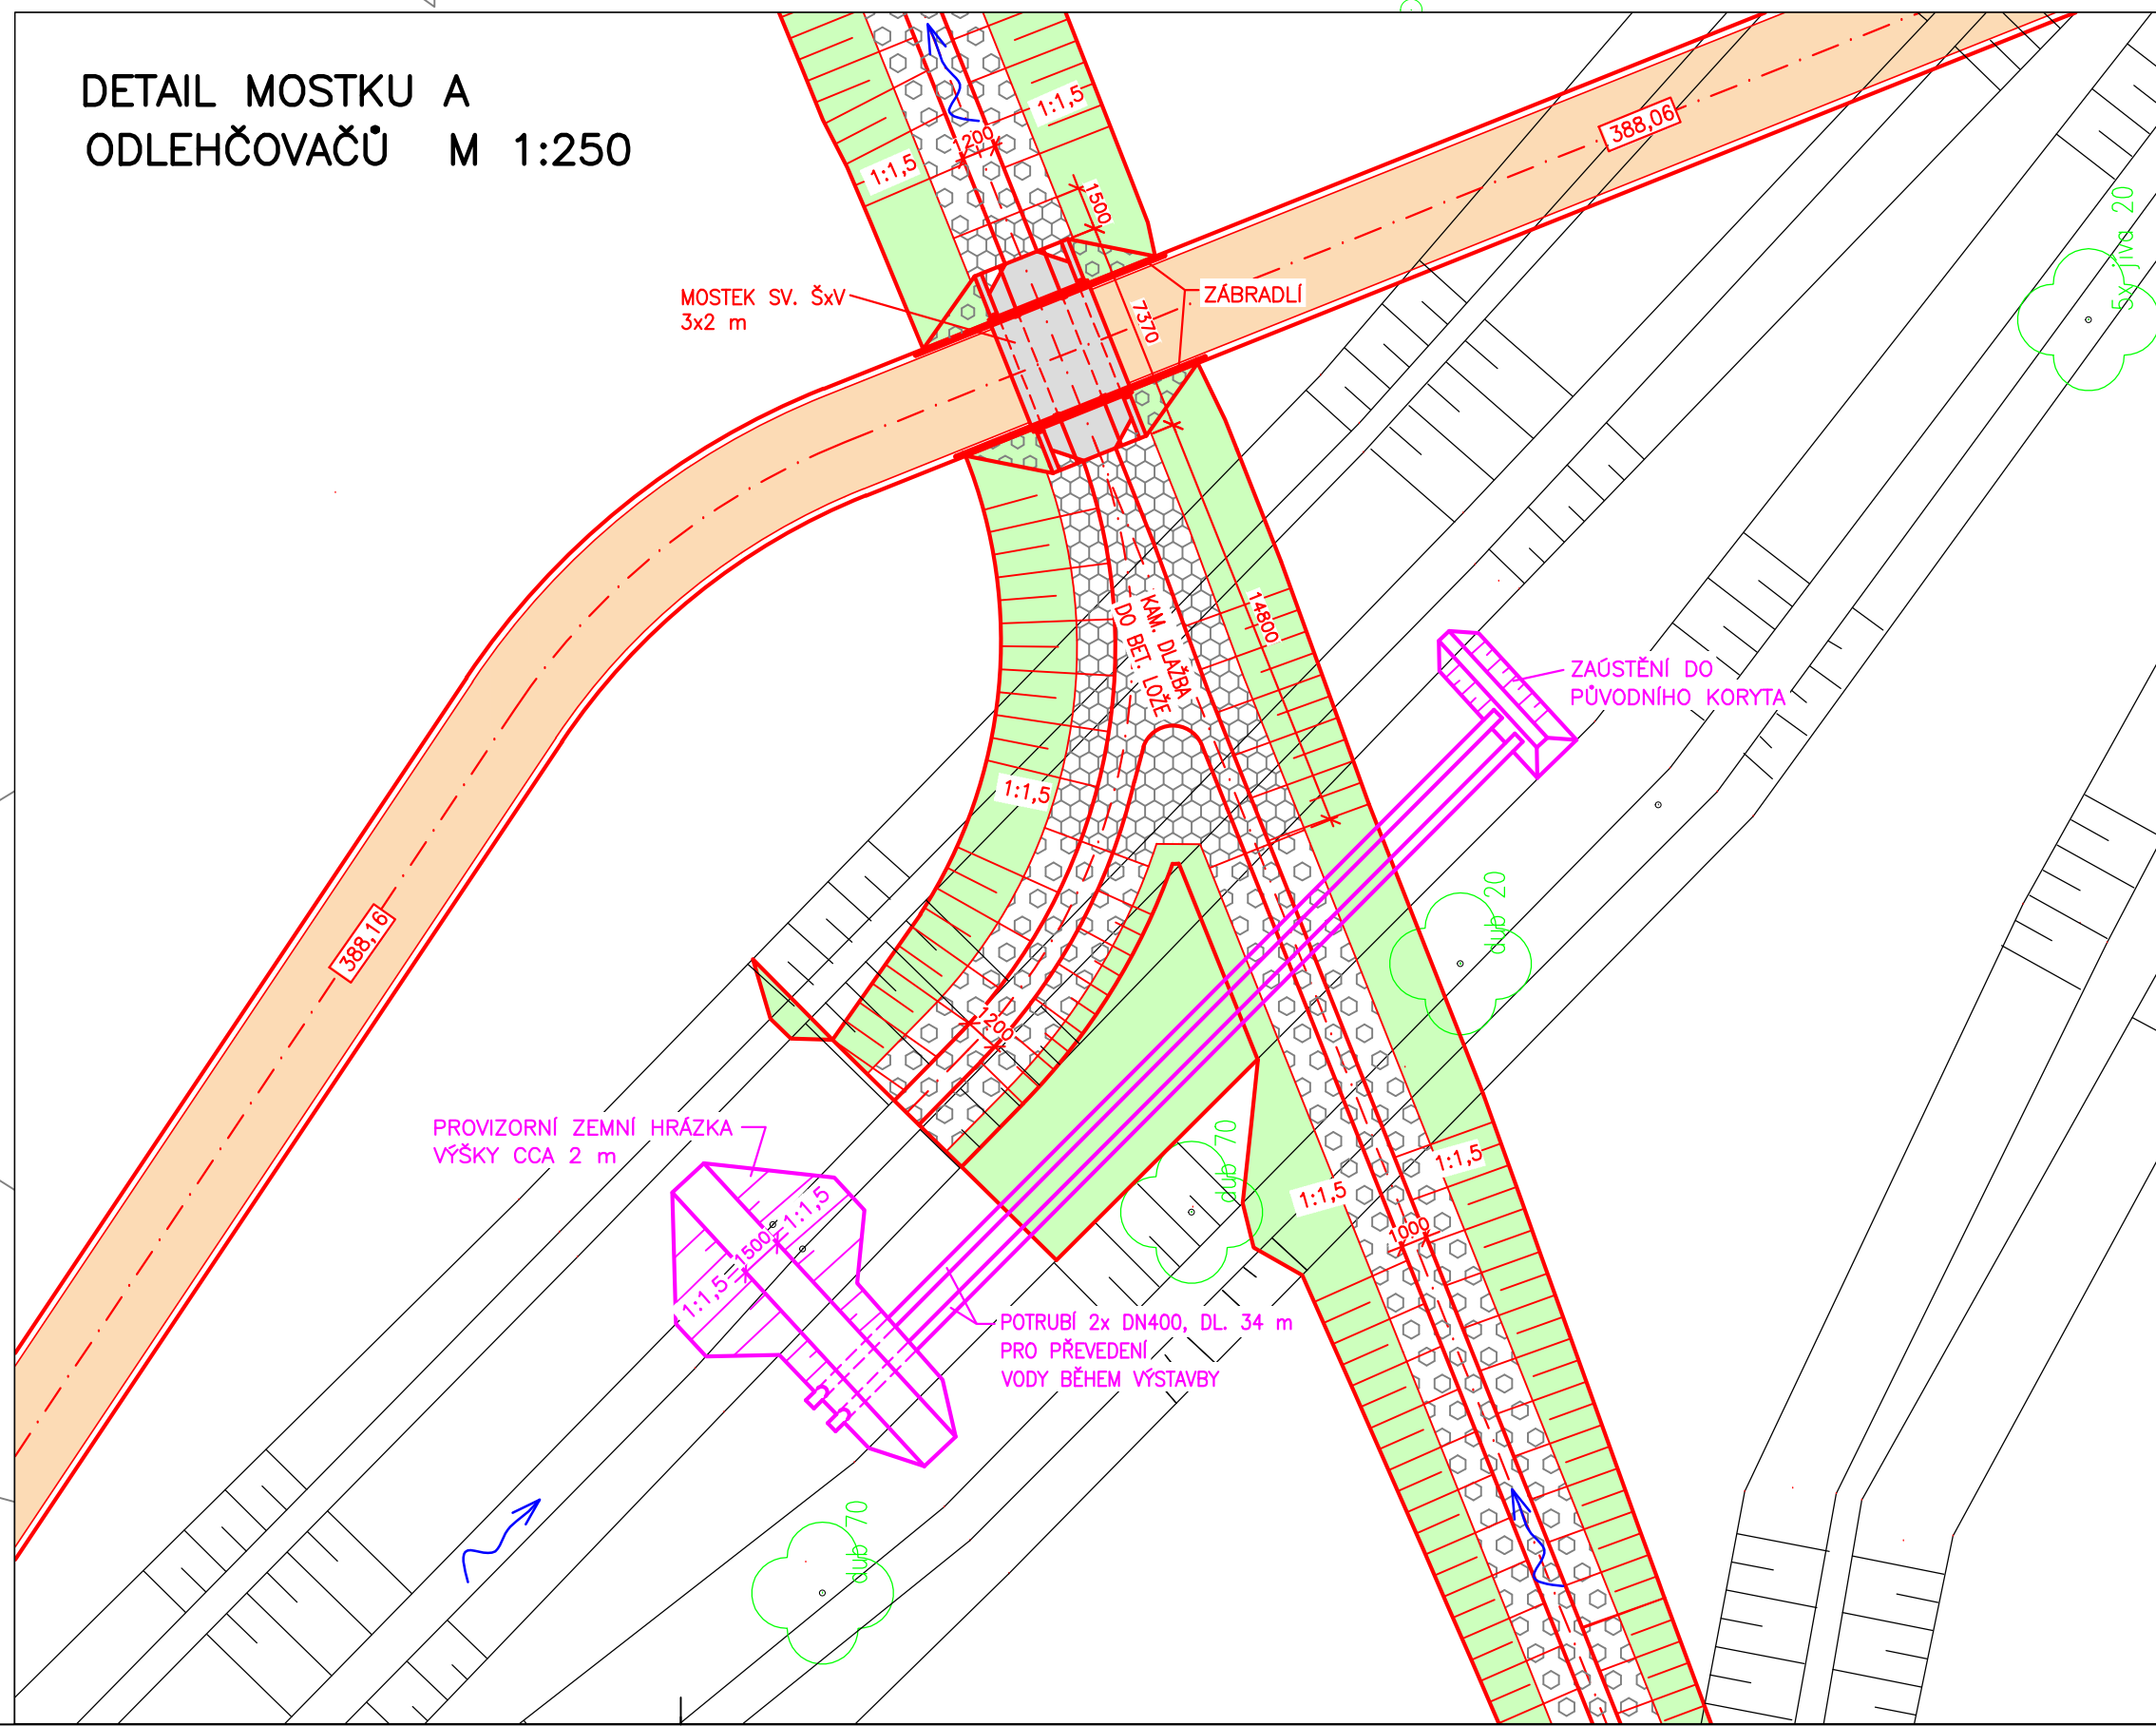 DETAIL MOSTKU A
ODLEHČOVAČŮ M 1:250
388,06
1:1,5
1200
1:1,5
1500
5x jíva 20
MOSTEK SV. ŠxV
3x2 m
ZÁBRADLÍ
7370
KAM. DLAŽBA
DO BET. LOŽE
14800
ZAÚSTĚNÍ DO
PŮVODNÍHO KORYTA
1:1,5
dub 20
388,16
1200
PROVIZORNÍ ZEMNÍ HRÁZKA
VÝŠKY CCA 2 m
dub 70
1:1,5
1:1,5
1:1,5
1500
1:1,5
1000
POTRUBÍ 2x DN400, DL. 34 m
PRO PŘEVEDENÍ
VODY BĚHEM VÝSTAVBY
dub 70